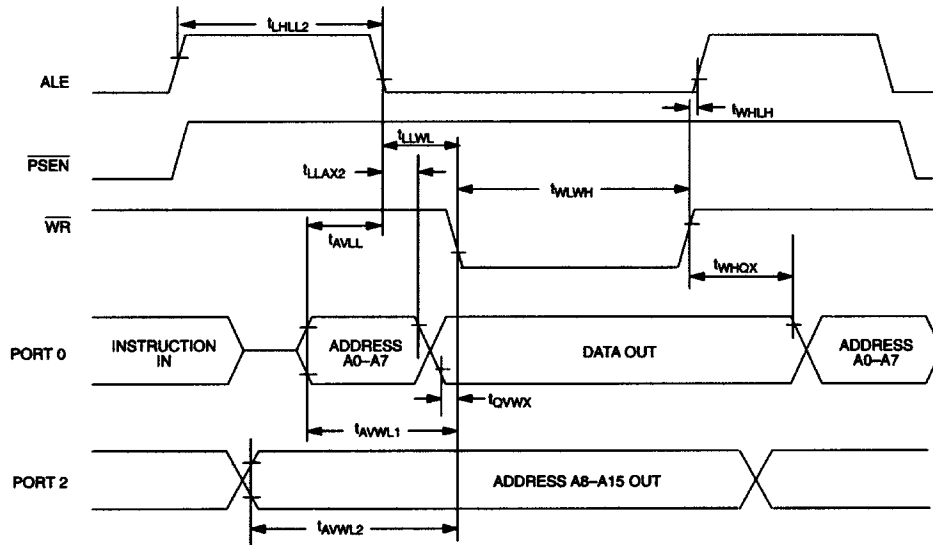 tLHLL2
ALE
tWHLH
tLLWL
PSEN
tLLAX2
tWLWH
WR
tAVLL
tWHQX
PORT 0
INSTRUCTION
IN
ADDRESS
A0–A7
DATA OUT
ADDRESS
A0–A7
tQVWX
tAVWL1
PORT 2
ADDRESS A8–A15 OUT
tAVWL2